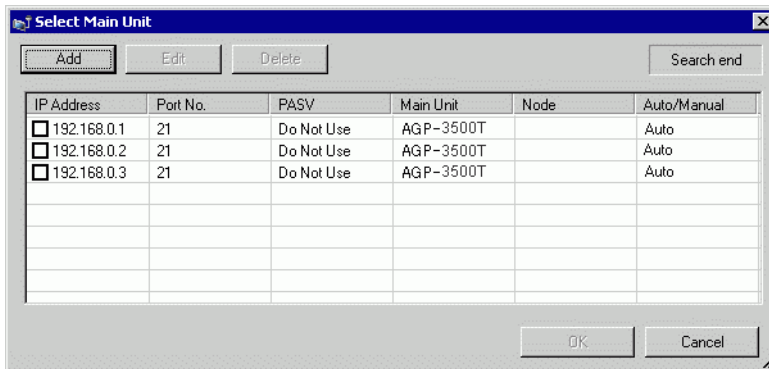 Select Main Unit
Add Edit Delete Search end
IP Address Port No. PASV Main Unit Node Auto/Manual
192.168.0.1 21 Do Not Use AGP-3500T Auto
192.168.0.2 21 Do Not Use AGP-3500T Auto
192.168.0.3 21 Do Not Use AGP-3500T Auto
OK Cancel